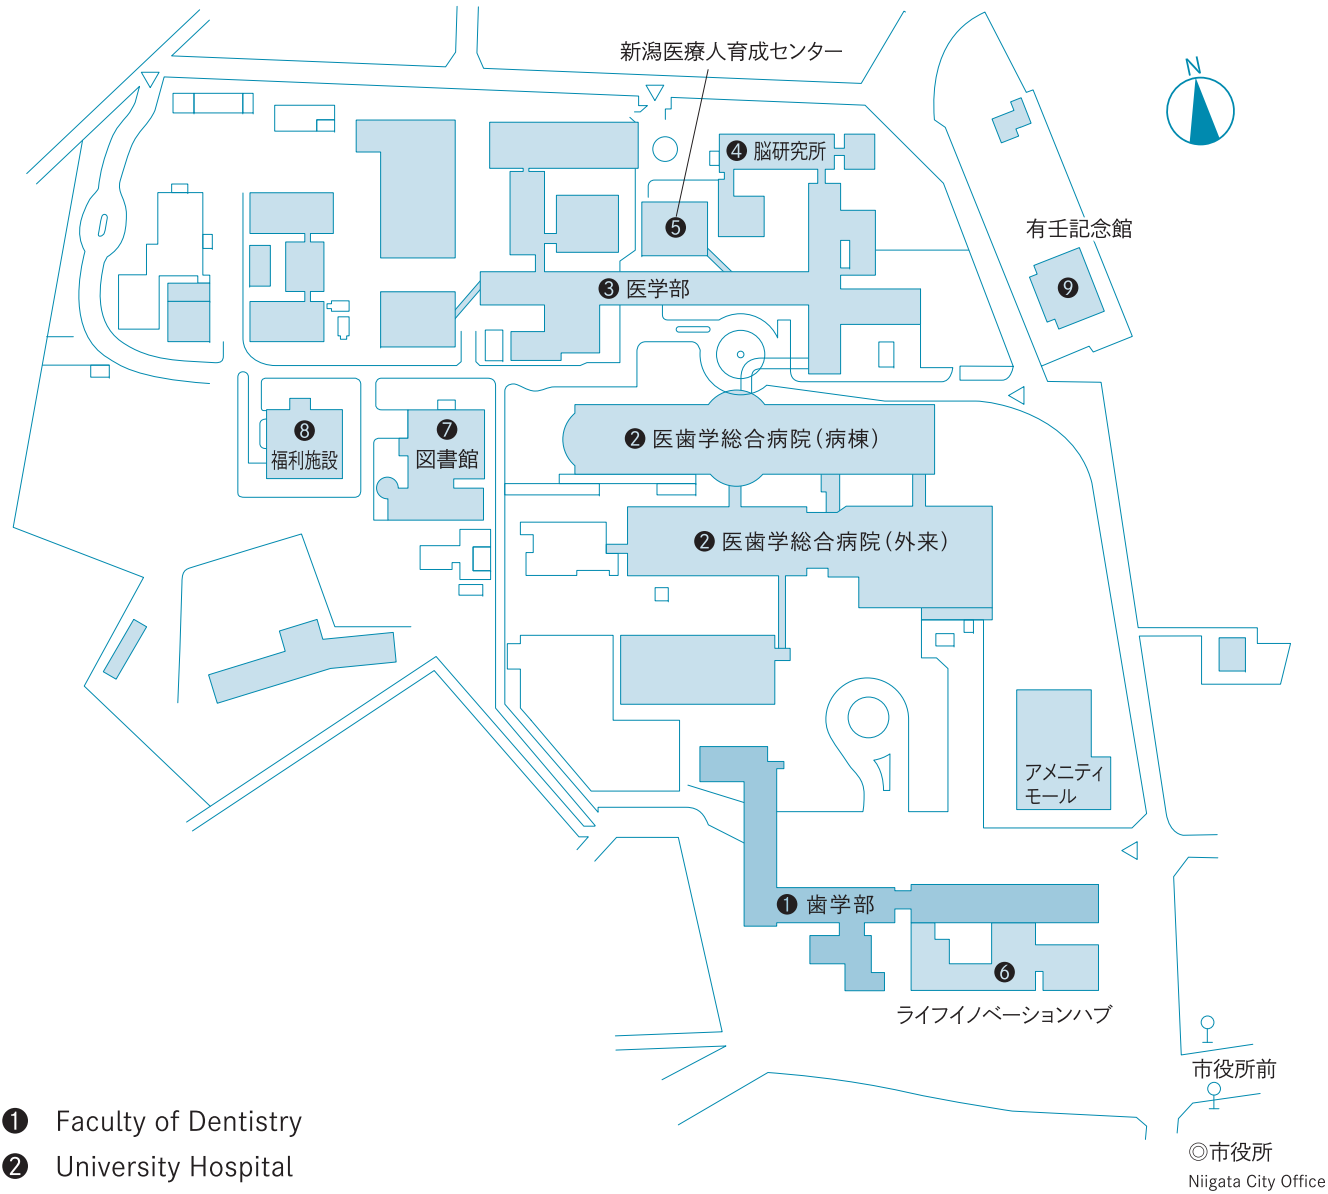 新潟医療人育成センター
N
❹ 脳研究所
❺
有壬記念館
❾
❸ 医学部
❽
福利施設
❼
図書館
❷ 医歯学総合病院(病棟)
❷ 医歯学総合病院(外来)
アメニティ
モール
❶ 歯学部
❻
ライフイノベーションハブ
市役所前
❶ Faculty of Dentistry
❷ University Hospital
◎市役所
Niigata City Office